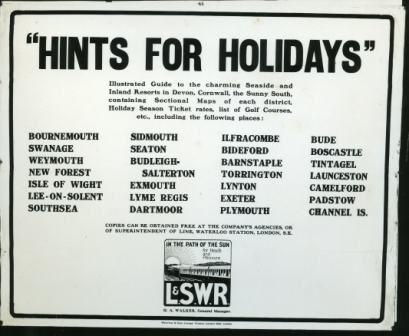 "HINTS FOR HOLIDAYS"
Illustrated Guide to the charming Seaside and
Inland Resorts in Devon, Cornwall, the Sunny South,
containing Sectional Maps of each district,
Holiday Season Ticket rates, list of Golf Courses,
etc., including the following places:
BOURNEMOUTH
SWANAGE
WEYMOUTH
NEW FOREST
ISLE OF WIGHT
LEE-ON-SOLENT
SOUTHSEA
SIDMOUTH
SEATON
BUDLEIGH-
SALTERTON
EXMOUTH
LYME REGIS
DARTMOOR
ILFRACOMBE
BIDEFORD
BARNSTAPLE
TORRINGTON
LYNTON
EXETER
PLYMOUTH
BUDE
BOSCASTLE
TINTAGEL
LAUNCESTON
CAMELFORD
PADSTOW
CHANNEL IS.
COPIES CAN BE OBTAINED FREE AT THE COMPANY'S AGENCIES, OR
OF SUPERINTENDENT OF LINE, WATERLOO STATION, LONDON, S.E.
IN THE PATH OF THE SUN
for Health
and
Pleasure
L&SWR
H. A. WALKER, General Manager.